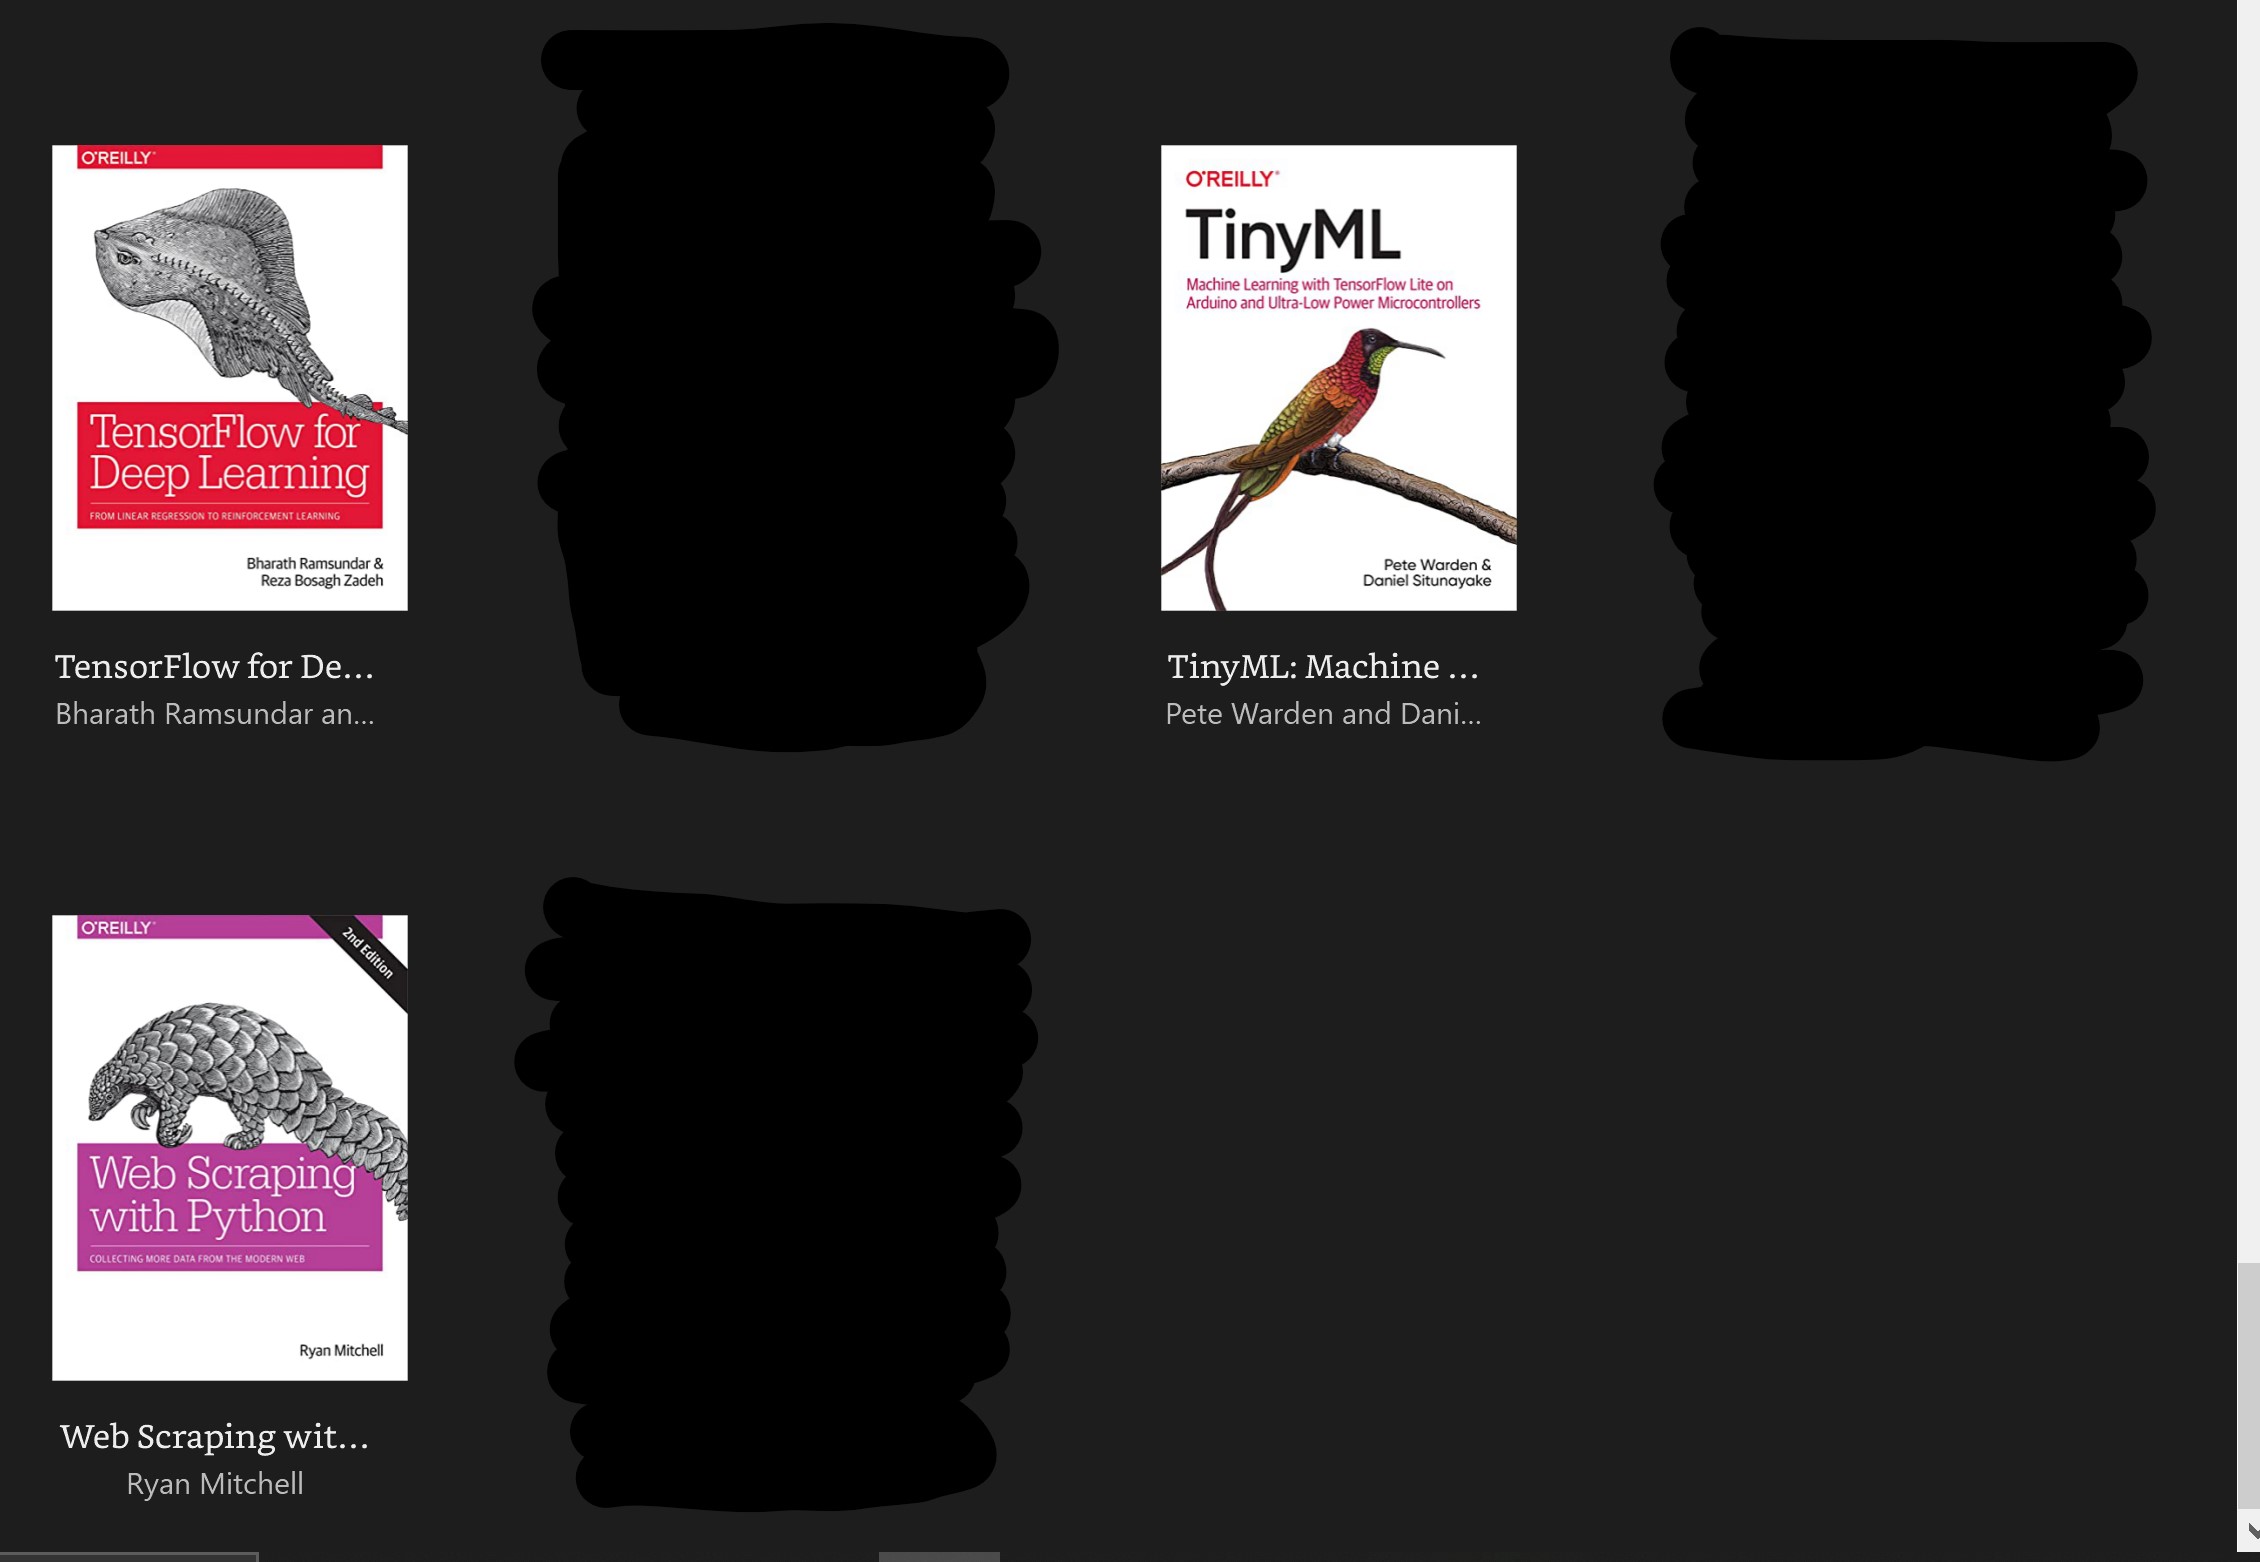 O'REILLY®
TensorFlow for
Deep Learning
FROM LINEAR REGRESSION TO REINFORCEMENT LEARNING
Bharath Ramsundar &
Reza Bosagh Zadeh
TensorFlow for De...
Bharath Ramsundar an...
O'REILLY®
TinyML
Machine Learning with TensorFlow Lite on
Arduino and Ultra-Low Power Microcontrollers
Pete Warden &
Daniel Situnayake
TinyML: Machine ...
Pete Warden and Dani...
O'REILLY®
2nd Edition
Web Scraping
with Python
COLLECTING MORE DATA FROM THE MODERN WEB
Ryan Mitchell
Web Scraping wit...
Ryan Mitchell